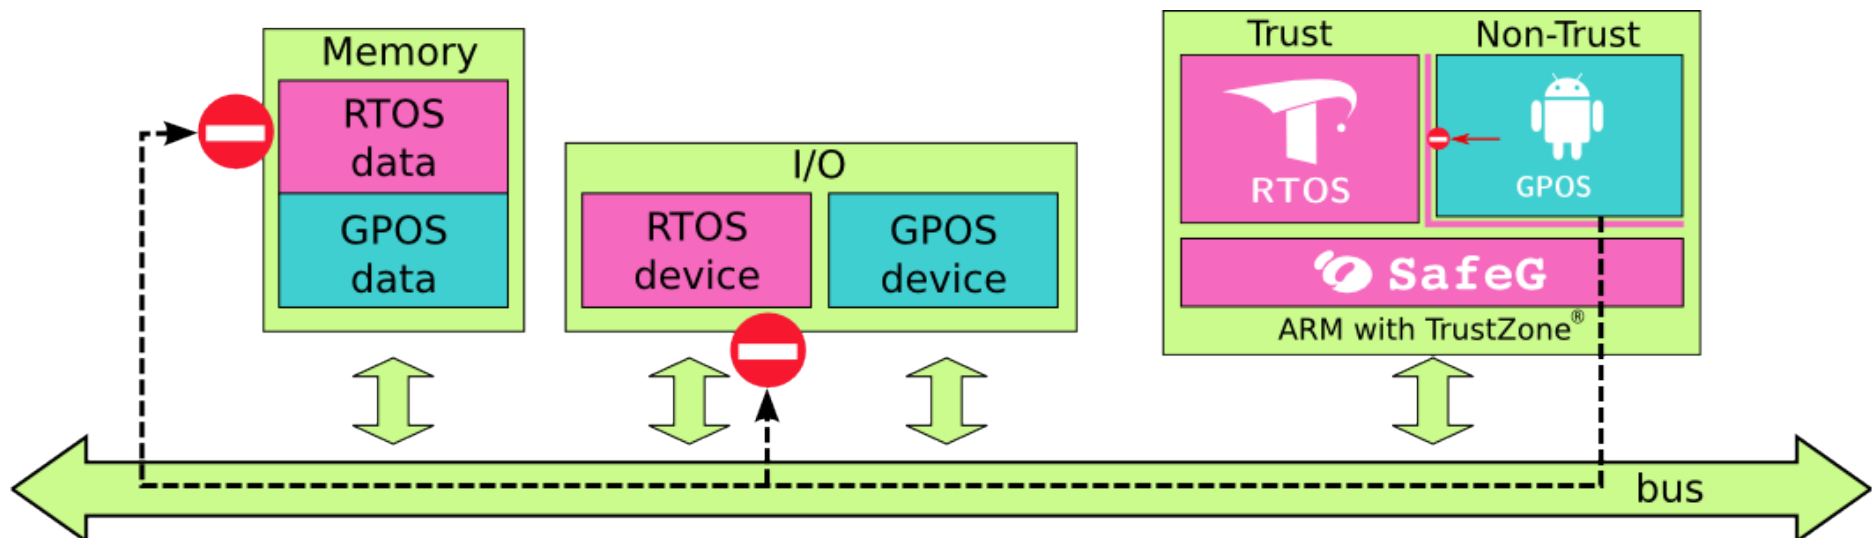 Memory
RTOS
data
GPOS
data
I/O
RTOS
device
GPOS
device
Trust
Non-Trust
RTOS
GPOS
SafeG
ARM with TrustZone®
bus